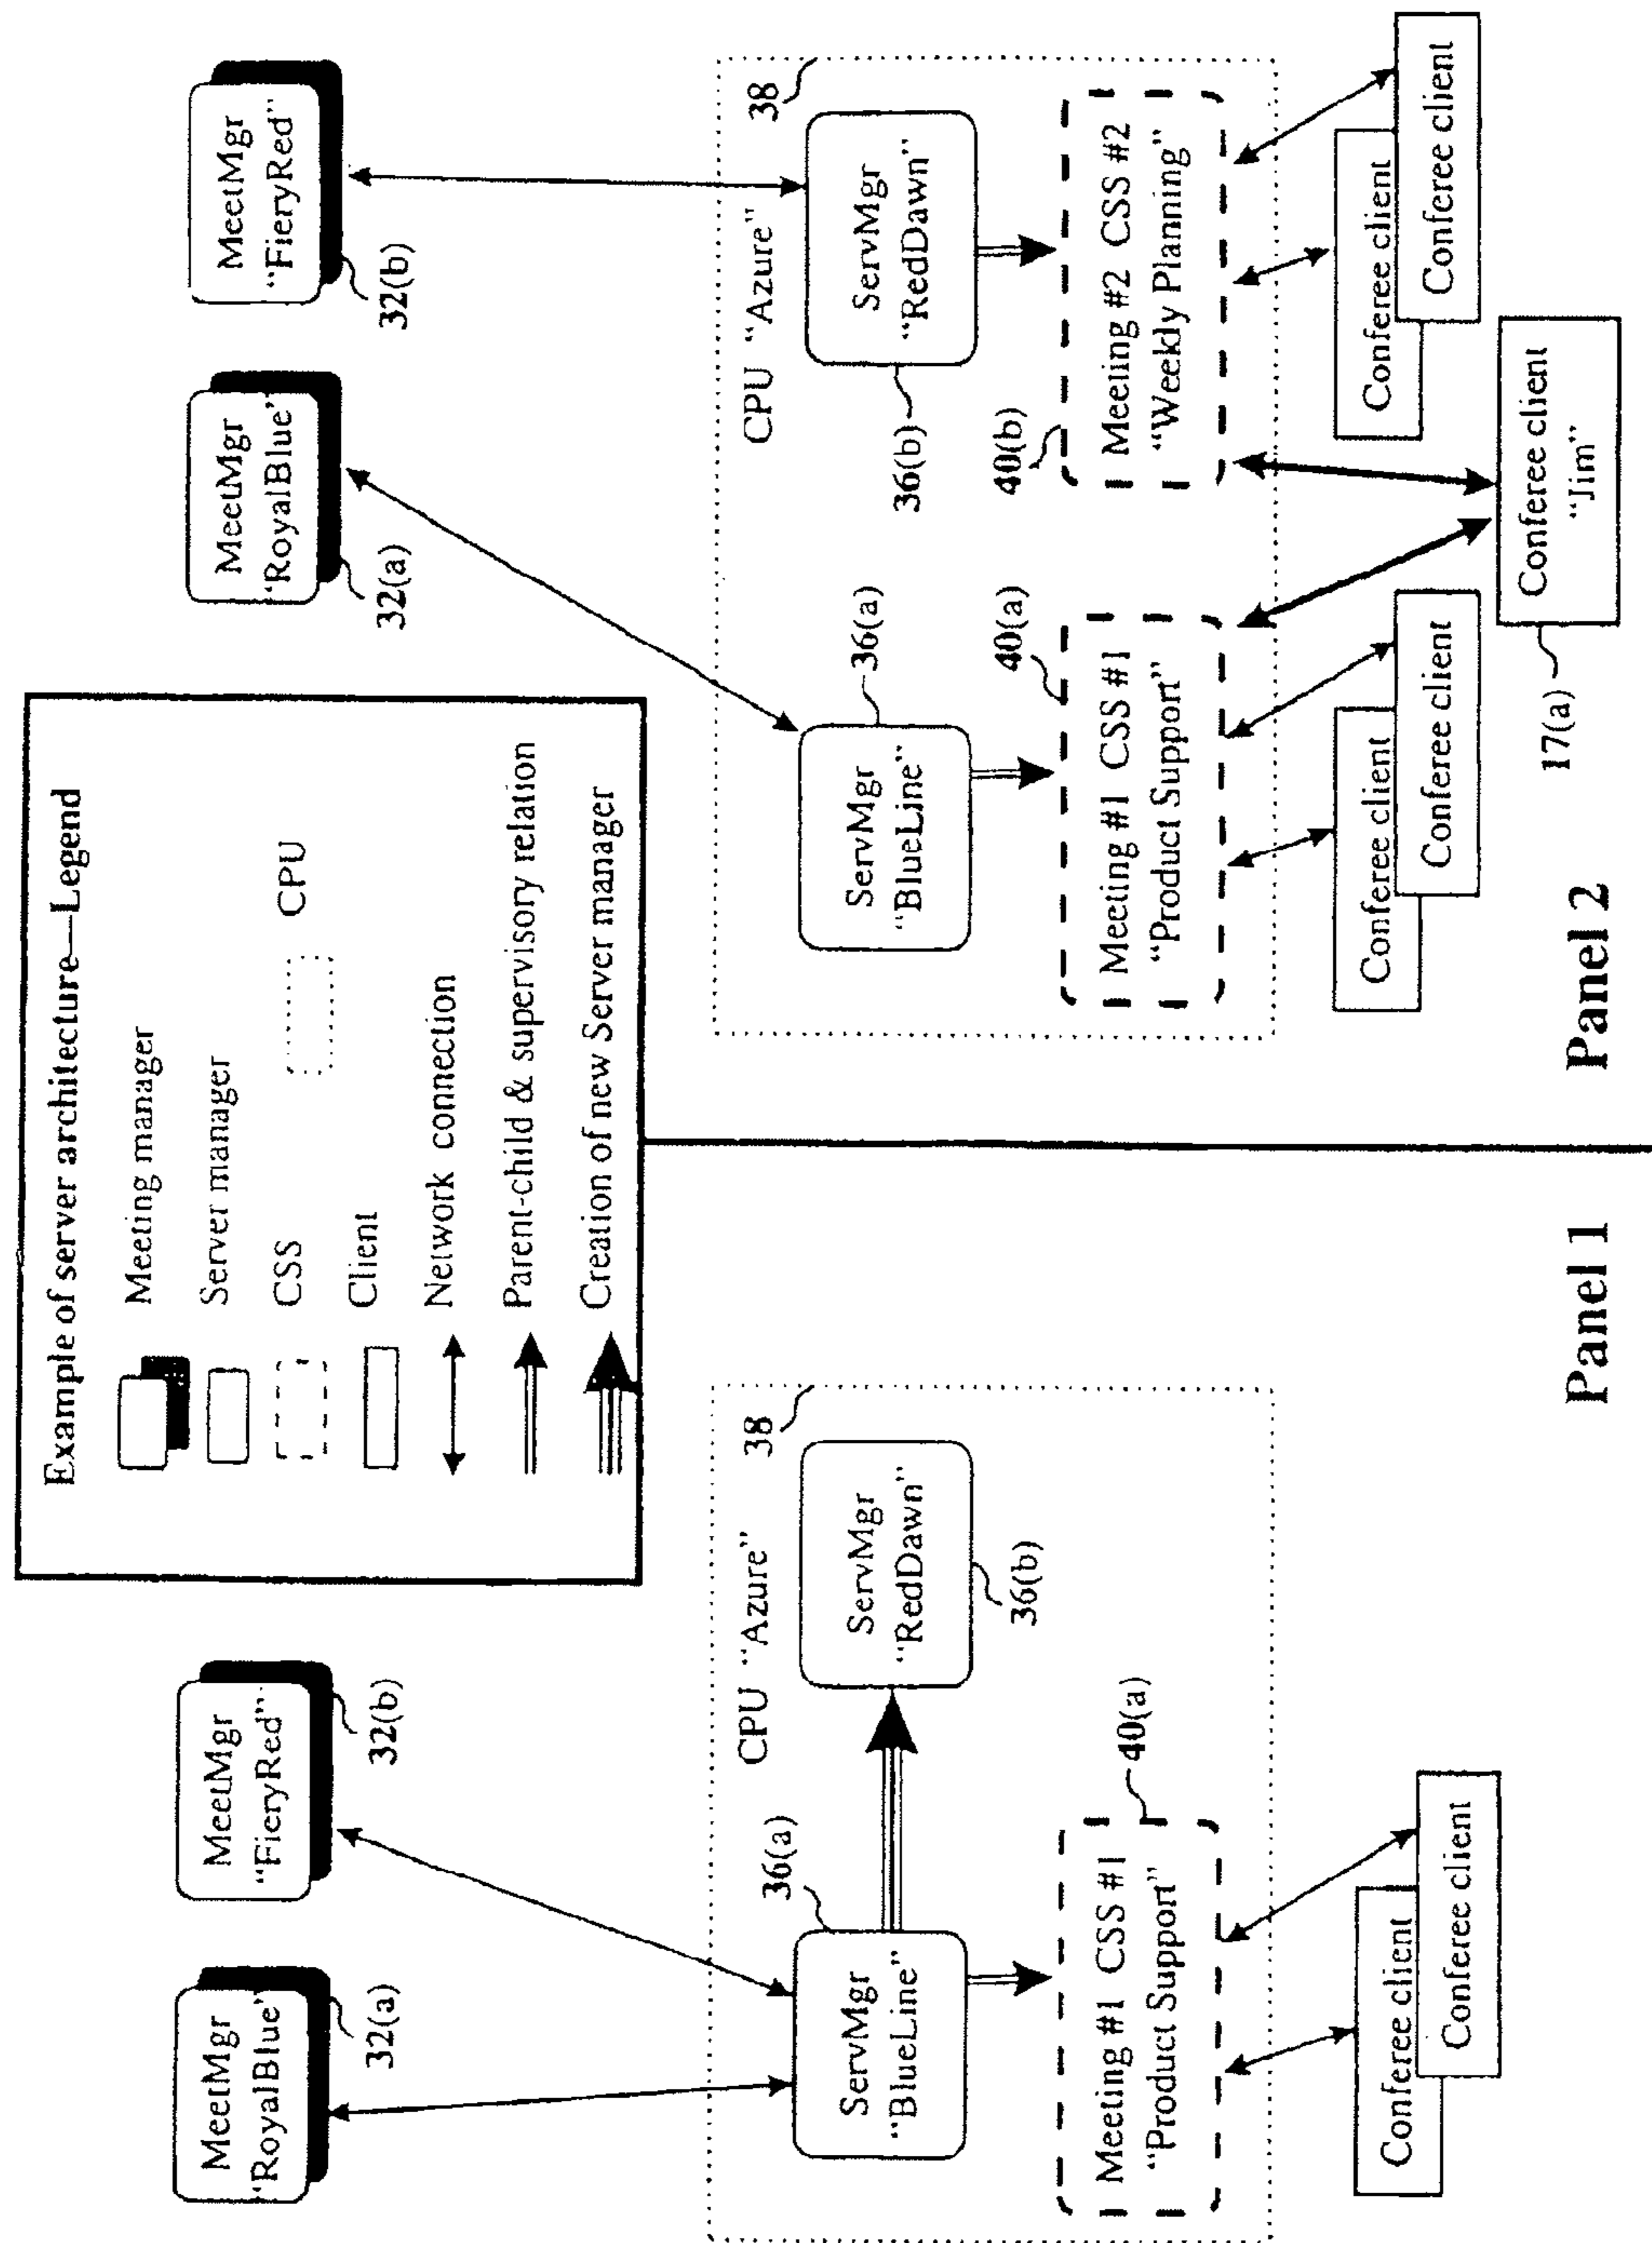 Example of server architecture—Legend
Meeting manager
Server manager
CSS
CPU
Client
Network connection
Parent-child & supervisory relation
Creation of new Server manager
MeetMgr
“RoyalBlue”
32(a)
MeetMgr
“FieryRed”
32(b)
CPU “Azure”
38
36(a)
ServMgr
“BlueLine”
ServMgr
“RedDawn”
36(b)
Meeting #1 CSS #1
“Product Support”
40(a)
Conferee client
Conferee client
Panel 1
MeetMgr
“RoyalBlue”
32(a)
MeetMgr
“FieryRed”
32(b)
CPU “Azure”
38
ServMgr
“BlueLine”
36(a)
ServMgr
“RedDawn”
36(b)
40(a)
Meeting #1 CSS #1
“Product Support”
40(b)
Meeting #2 CSS #2
“Weekly Planning”
Conferee client
Conferee client
Conferee client
Conferee client
Conferee client
“Jim”
17(a)
Panel 2